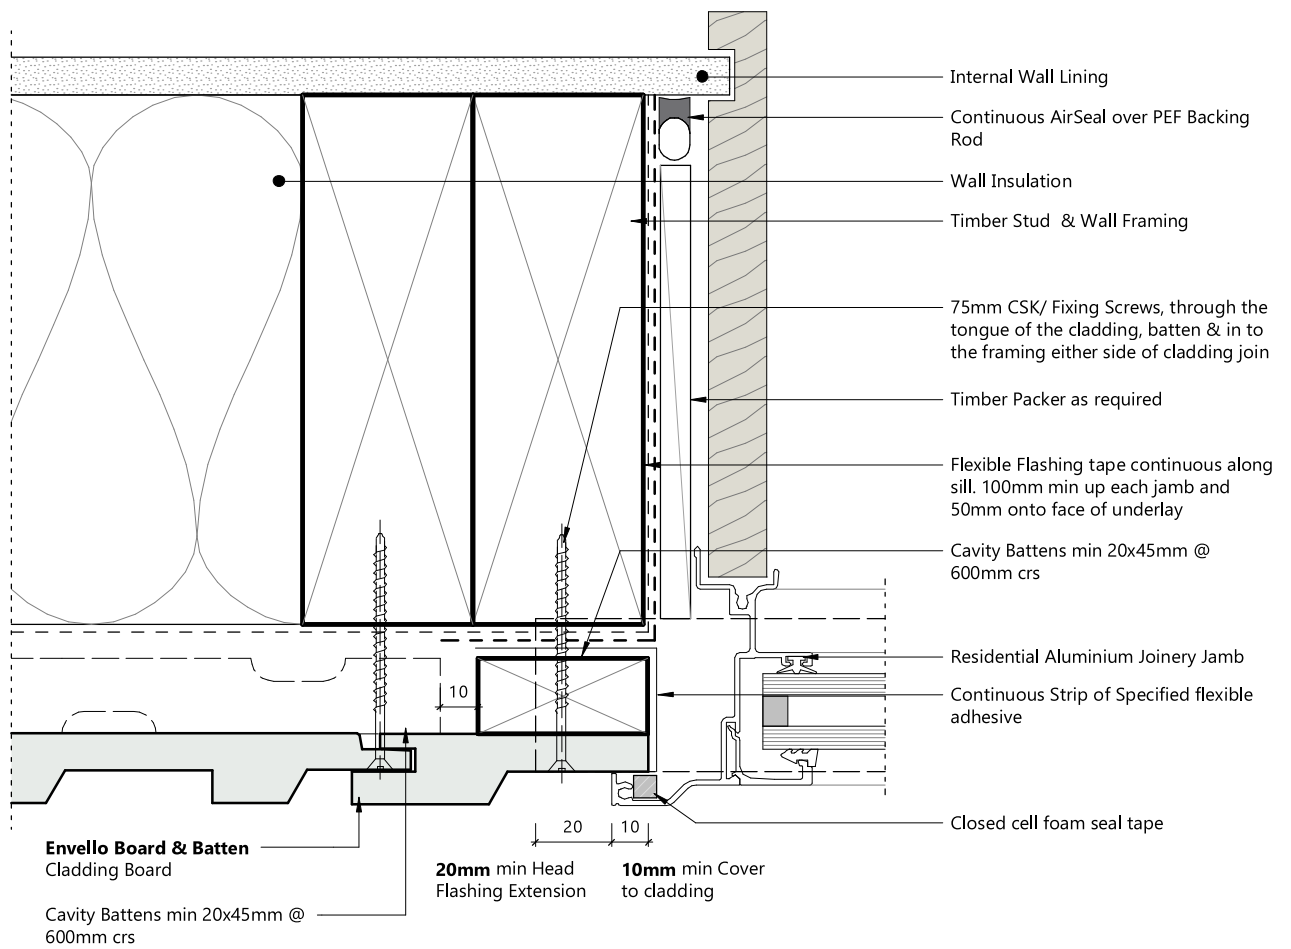 Internal Wall Lining
Continuous AirSeal over PEF Backing
Rod
Wall Insulation
Timber Stud & Wall Framing
75mm CSK/ Fixing Screws, through the
tongue of the cladding, batten & in to
the framing either side of cladding join
Timber Packer as required
Flexible Flashing tape continuous along
sill. 100mm min up each jamb and
50mm onto face of underlay
Cavity Battens min 20x45mm @
600mm crs
Residential Aluminium Joinery Jamb
10
Continuous Strip of Specified flexible
adhesive
Closed cell foam seal tape
20 10
Envello Board & Batten
Cladding Board
20mm min Head
Flashing Extension
10mm min Cover
to cladding
Cavity Battens min 20x45mm @
600mm crs